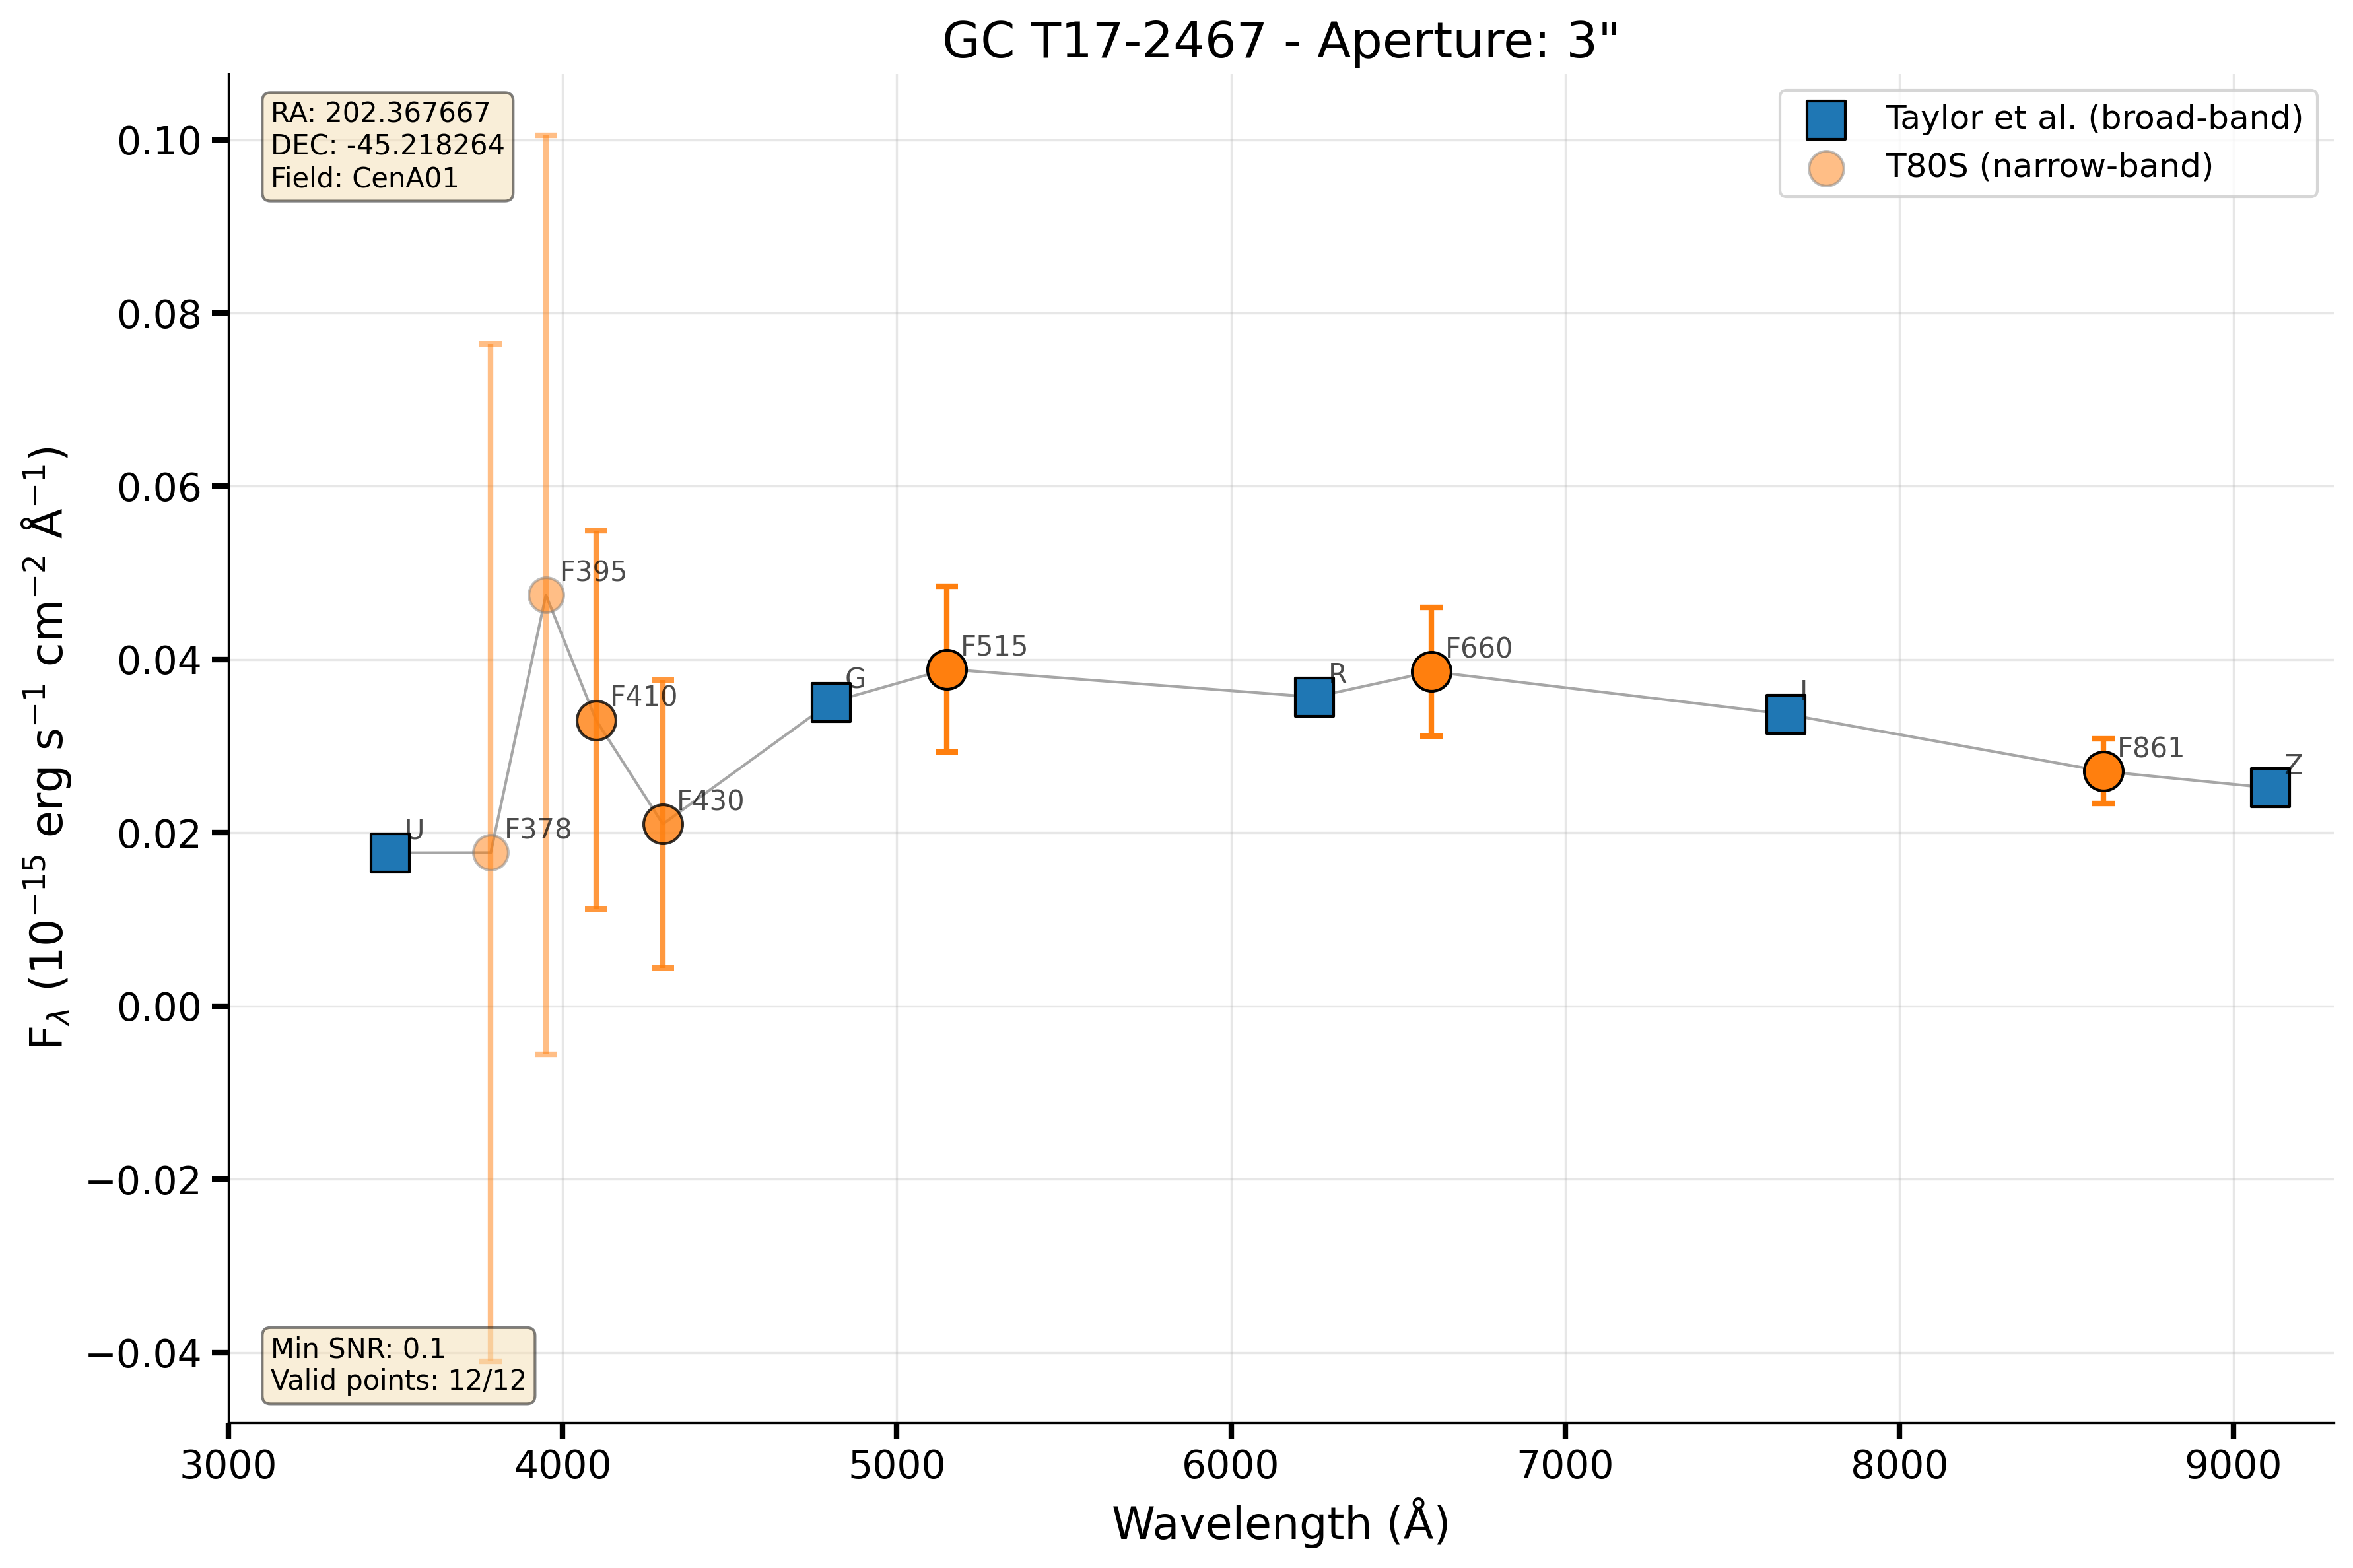 GC T17-2467 - Aperture: 3"
RA: 202.367667
DEC: -45.218264
Field: CenA01
Taylor et al. (broad-band)
T80S (narrow-band)
0.10
0.08
0.06
0.04
0.02
0.00
−0.02
−0.04
F_λ (10⁻¹⁵ erg s⁻¹ cm⁻² Å⁻¹)
U
F378
F395
F410
F430
G
F515
R
F660
I
F861
Z
Min SNR: 0.1
Valid points: 12/12
3000 4000 5000 6000 7000 8000 9000
Wavelength (Å)